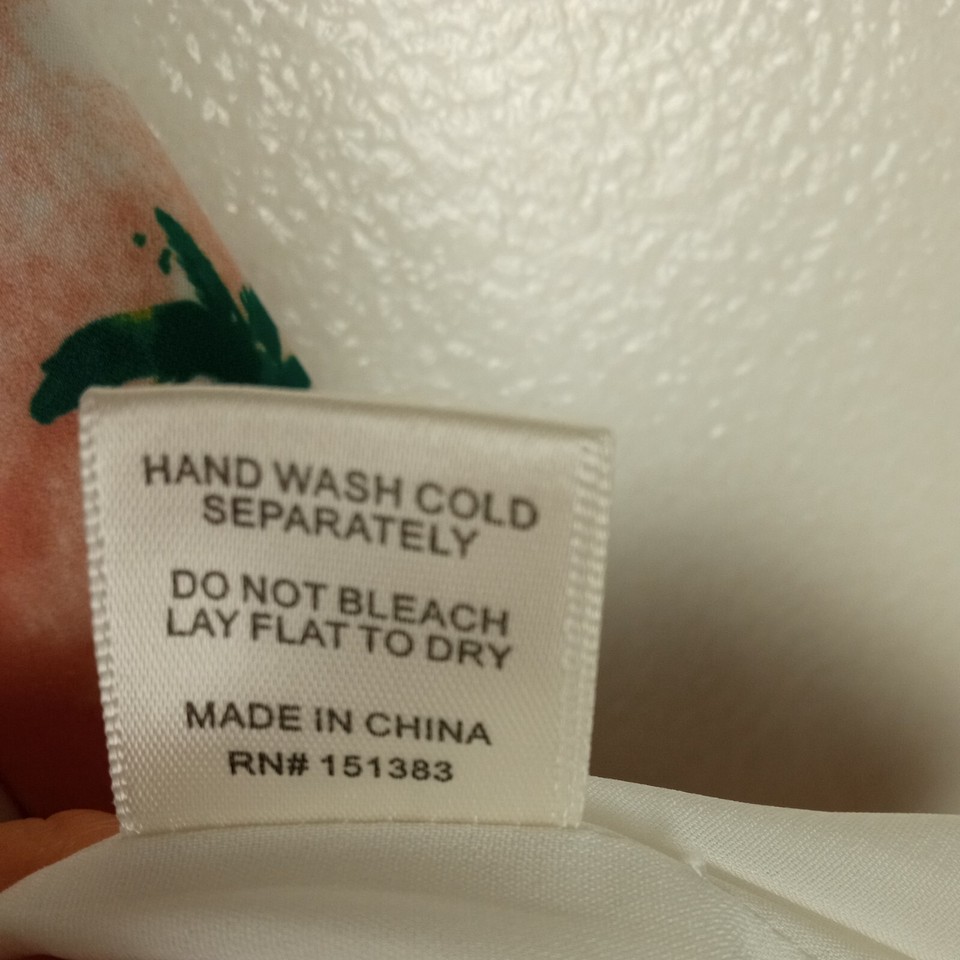 HAND WASH COLD
SEPARATELY
DO NOT BLEACH
LAY FLAT TO DRY
MADE IN CHINA
RN# 151383